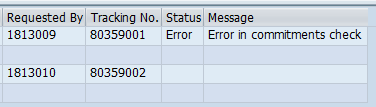 Requested By Tracking No. Status Message
1813009 80359001 Error Error in commitments check
1813010 80359002